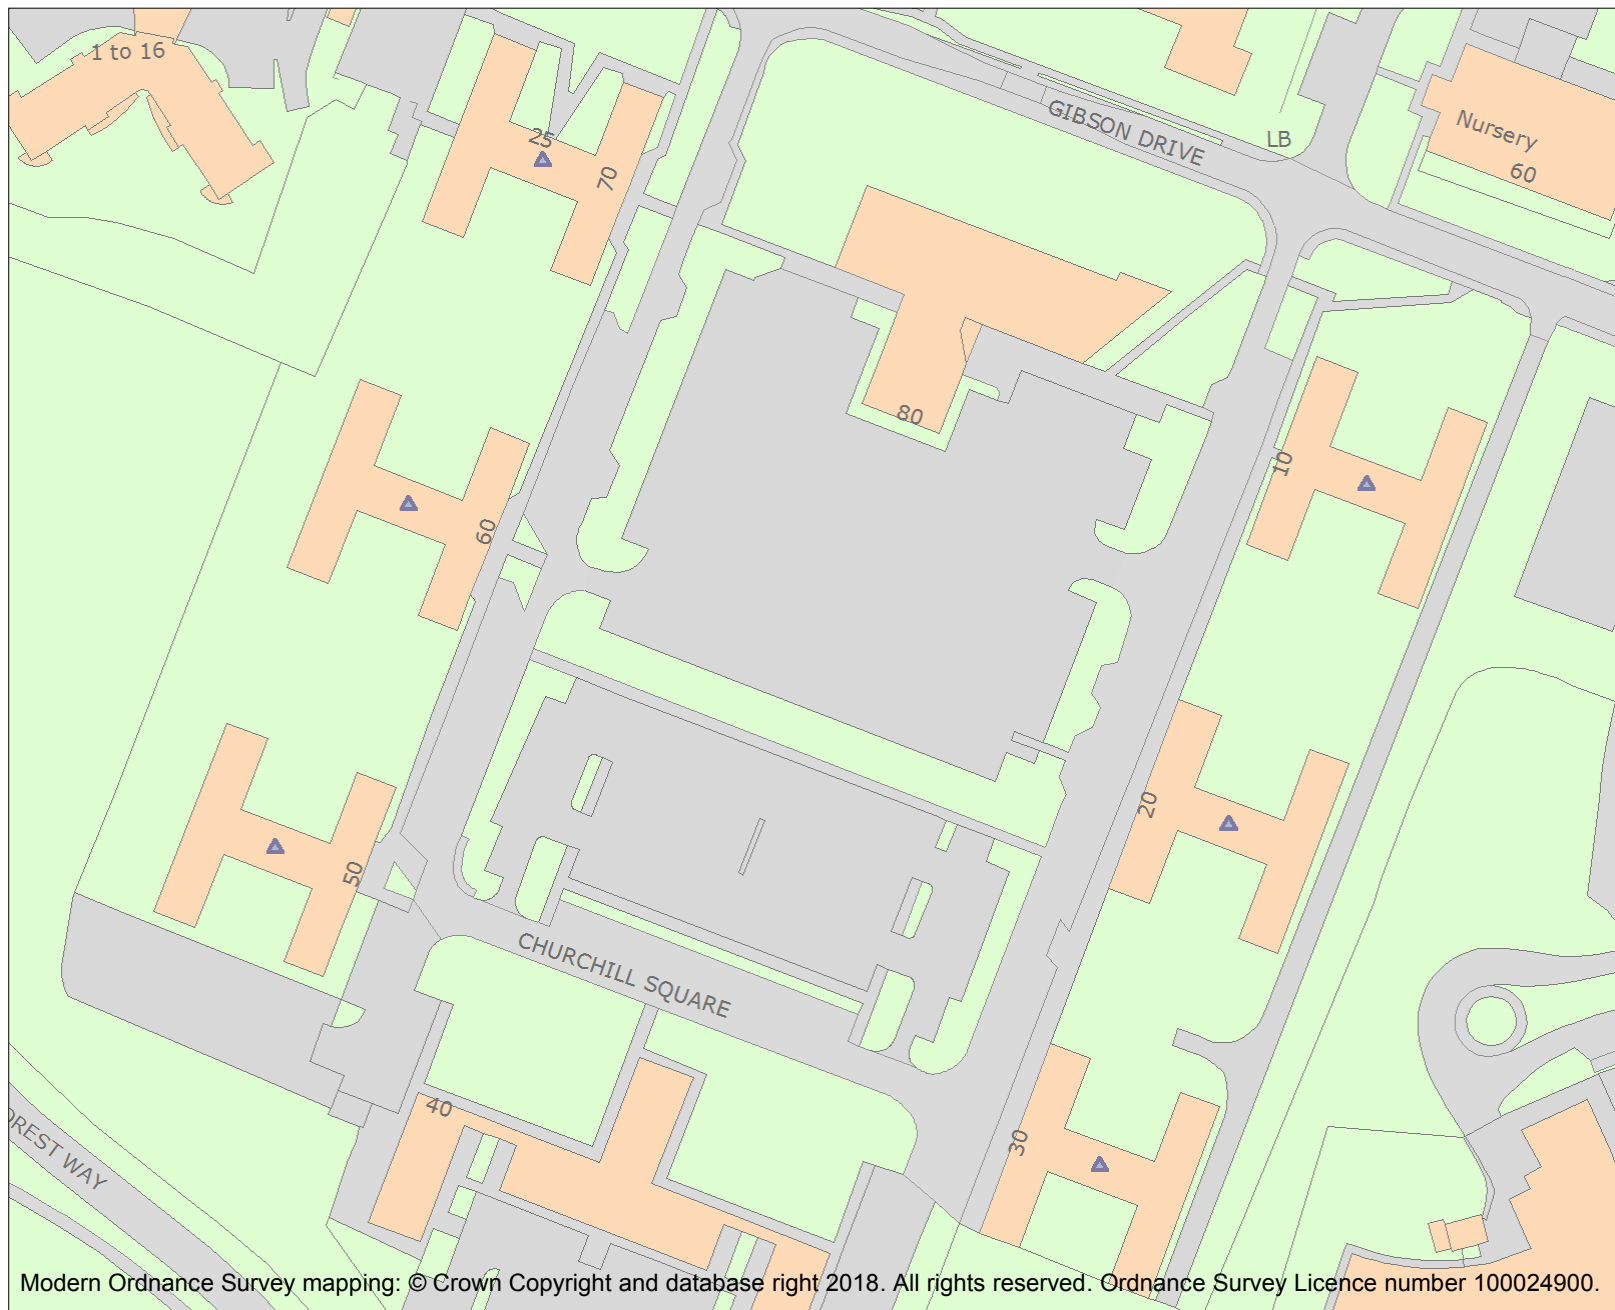 1 to 16
25
70
GIBSON DRIVE
LB
Nursery
60
80
10
60
20
50
CHURCHILL SQUARE
40
30
OREST WAY
Modern Ordnance Survey mapping: © Crown Copyright and database right 2018. All rights reserved. Ordnance Survey Licence number 100024900.